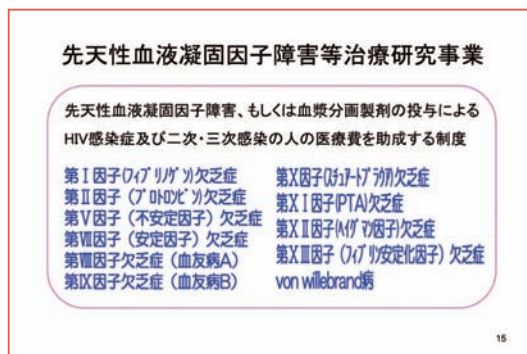 先天性血液凝固因子障害等治療研究事業
先天性血液凝固因子障害、もしくは血漿分画製剤の投与による
HIV感染症及び二次・三次感染の人の医療費を助成する制度
第Ⅰ因子(フィブリノゲン)欠乏症
第Ⅱ因子(プロトロンビン)欠乏症
第Ⅴ因子(不安定因子)欠乏症
第Ⅶ因子(安定因子)欠乏症
第Ⅷ因子欠乏症(血友病A)
第Ⅸ因子欠乏症(血友病B)
第Ⅹ因子(スチュアートプラウア)欠乏症
第ⅩⅠ因子(PTA)欠乏症
第ⅩⅡ因子(ヘイグマン因子)欠乏症
第ⅩⅢ因子(フィブリン安定化因子)欠乏症
von willebrand病
15